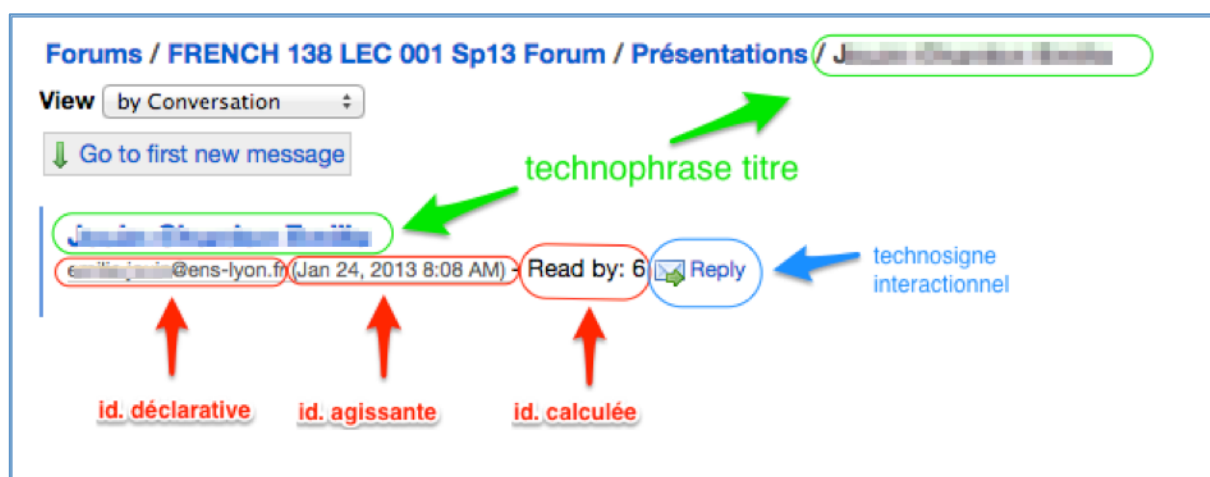 Forums / FRENCH 138 LEC 001 Sp13 Forum / Présentations /
View by Conversation
Go to first new message
technophrase titre
@ens-lyon.fr (Jan 24, 2013 8:08 AM) - Read by: 6 Reply
technosigne
interactionnel
id. déclarative id. agissante id. calculée